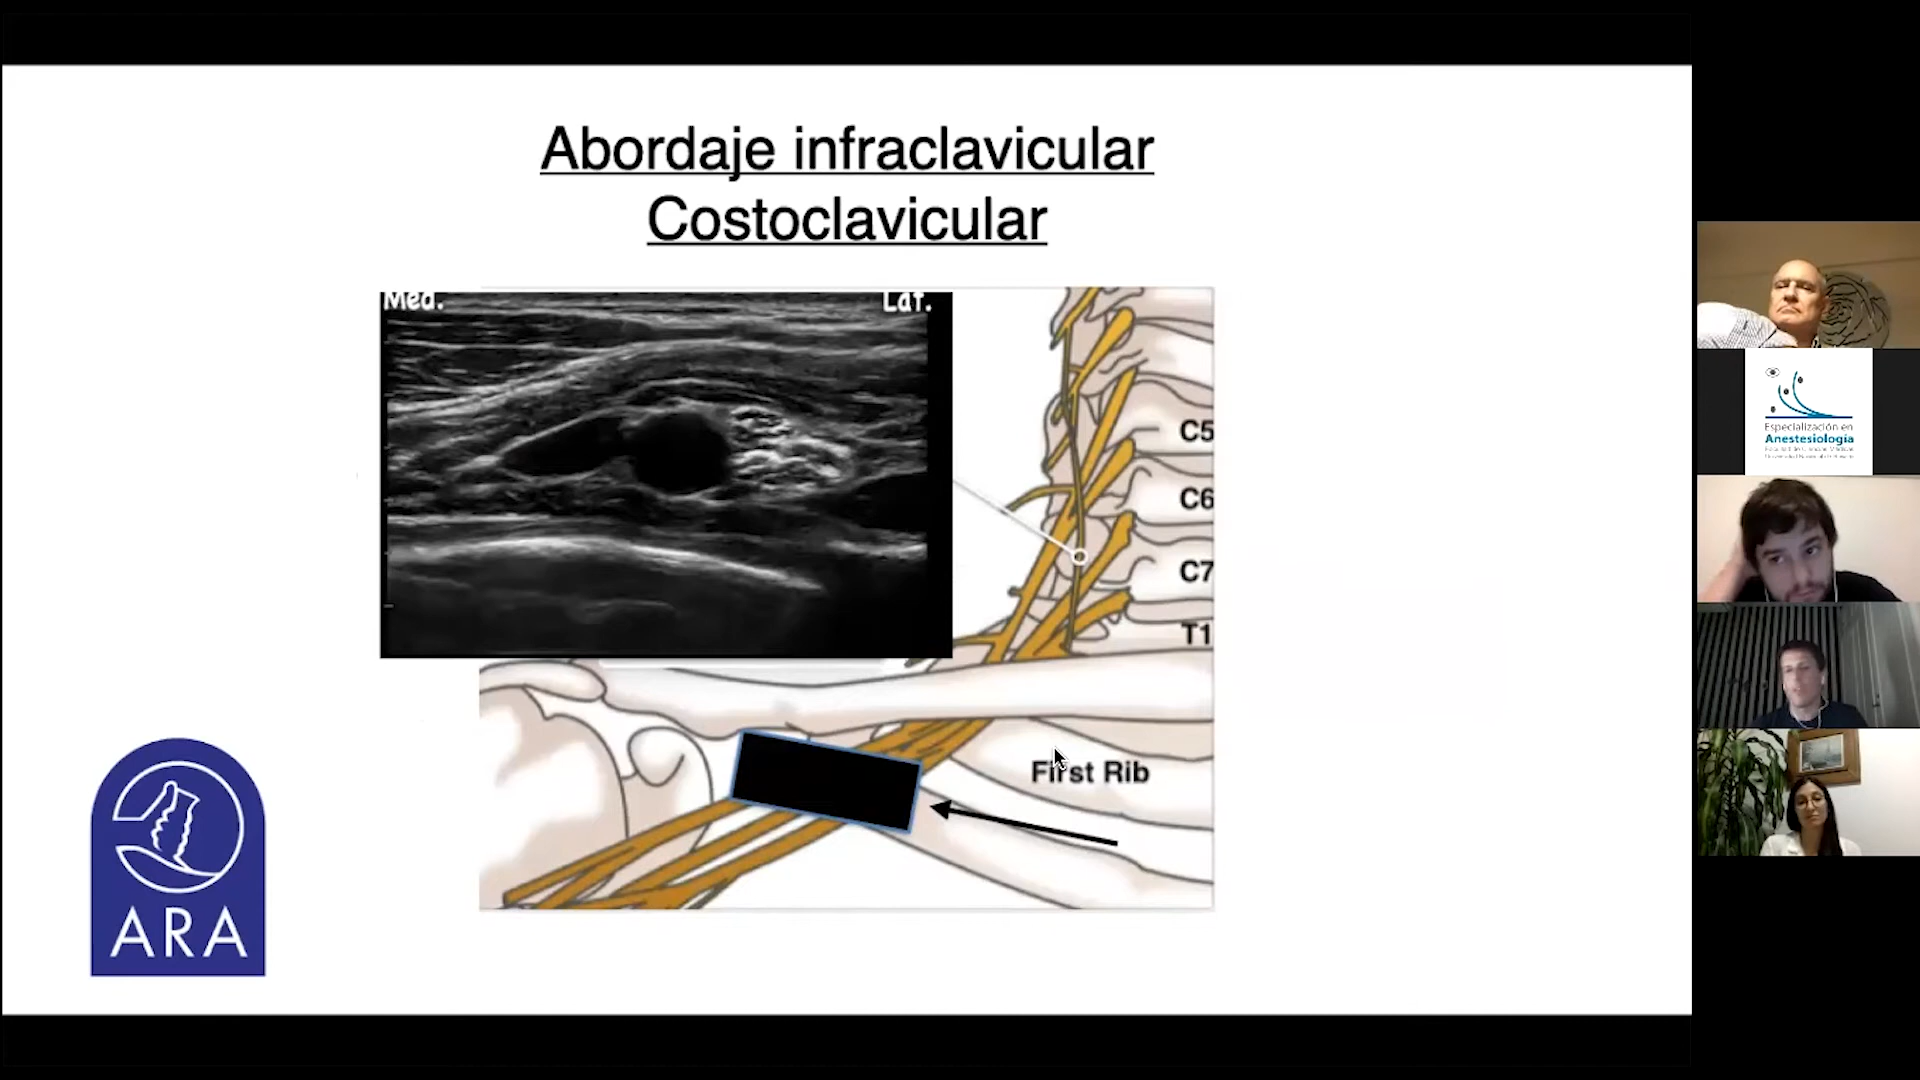 Abordaje infraclavicular
Costoclavicular
Med.
Lat.
C5
C6
C7
T1
First Rib
ARA
Especialización en
Anestesiología